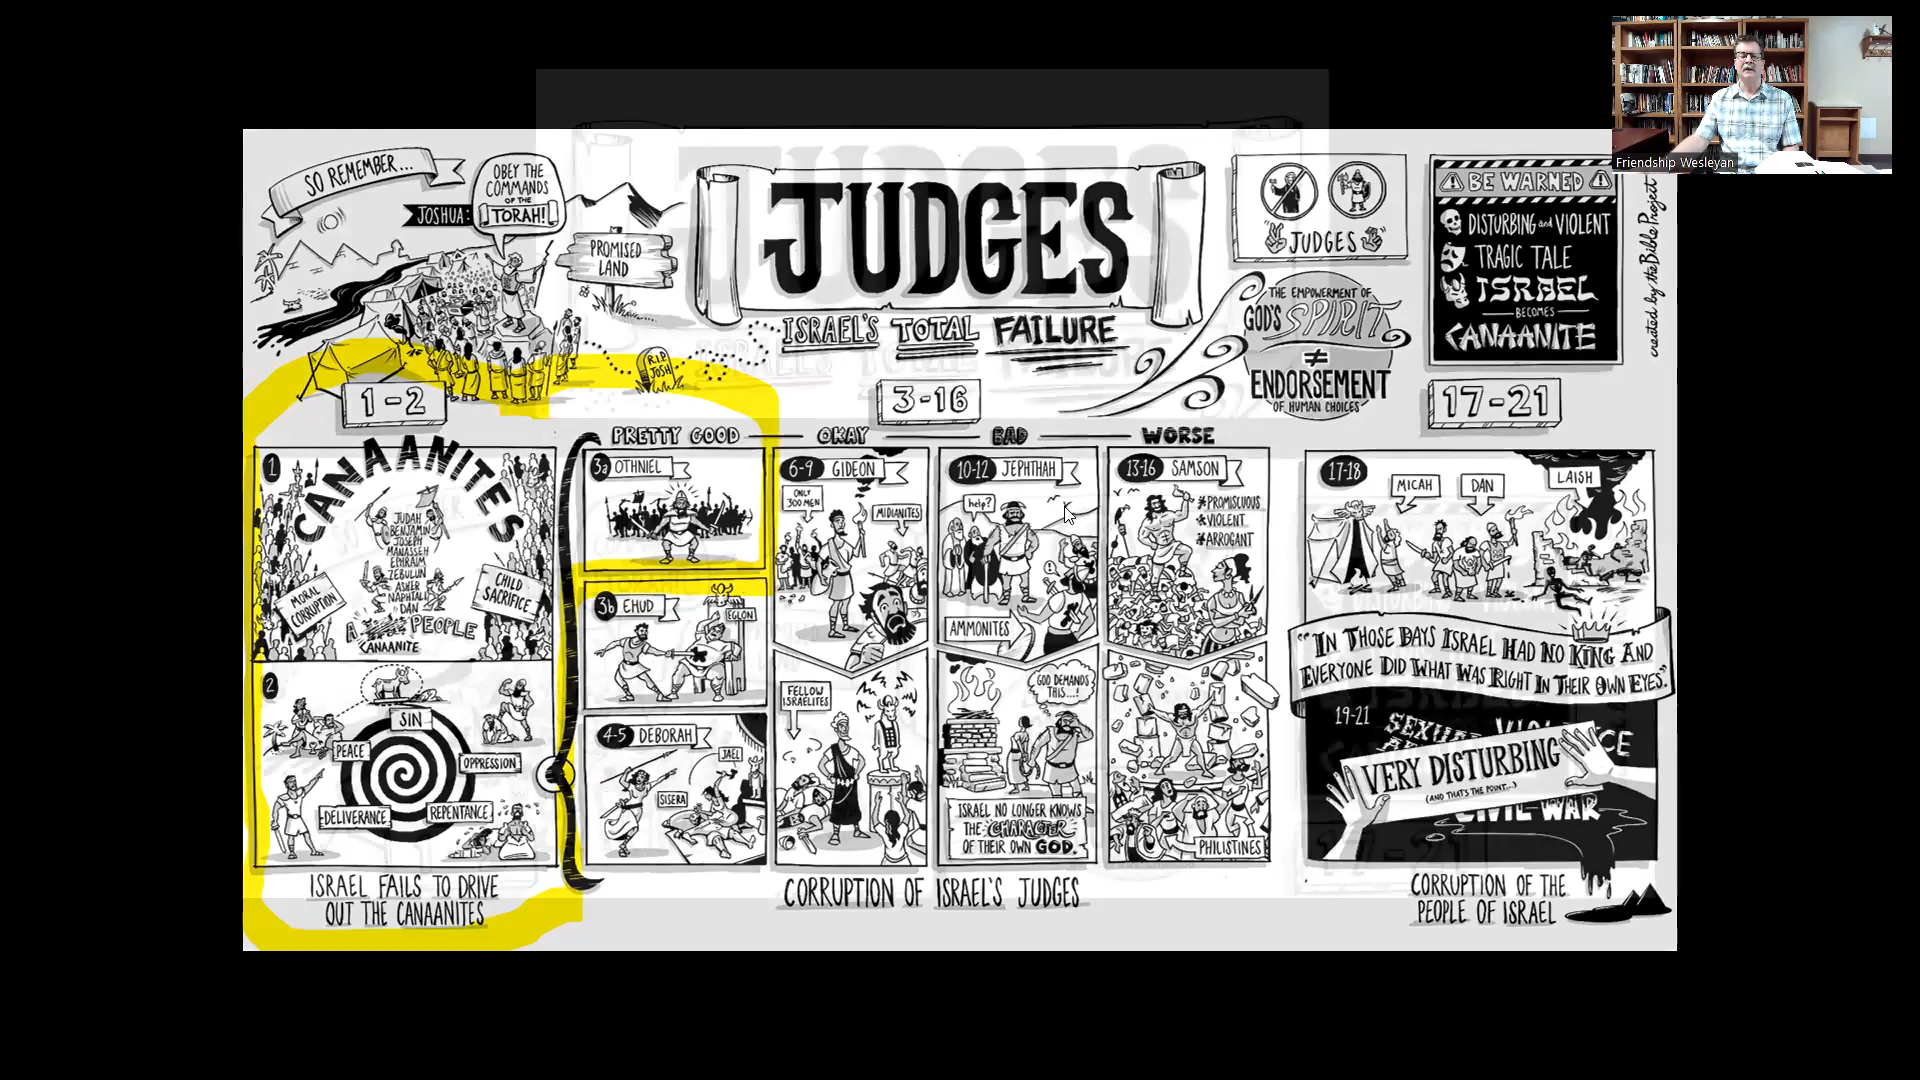 SO REMEMBER...
JOSHUA:
OBEY THE
COMMANDS
OF THE
TORAH!
PROMISED
LAND
R.I.P.
JOSH
JUDGES
ISRAEL'S TOTAL FAILURE
JUDGES
THE EMPOWERMENT OF
GOD'S SPIRIT
≠
ENDORSEMENT
OF HUMAN CHOICES
BE WARNED
DISTURBING and VIOLENT
TRAGIC TALE
ISRAEL
BECOMES
CANAANITE
created by the Bible Project
Friendship Wesleyan
1-2
3-16
17-21
1
CANAANITES
JUDAH
BENJAMIN
JOSEPH
MANASSEH
EPHRAIM
ZEBULUN
ASHER
NAPHTALI
DAN
MORAL
CORRUPTION
CHILD
SACRIFICE
A PEOPLE
CANAANITE
2
SIN
PEACE
OPPRESSION
DELIVERANCE
REPENTANCE
ISRAEL FAILS TO DRIVE
OUT THE CANAANITES
PRETTY GOOD
OKAY
BAD
WORSE
3a OTHNIEL
3b EHUD
EGLON
4-5 DEBORAH
JAEL
SISERA
6-9 GIDEON
ONLY
300 MEN
MIDIANITES
FELLOW
ISRAELITES
10-12 JEPHTHAH
help?
AMMONITES
GOD DEMANDS
THIS...!
ISRAEL NO LONGER KNOWS
THE CHARACTER
OF THEIR OWN GOD.
13-16 SAMSON
*PROMISCUOUS
*VIOLENT
*ARROGANT
PHILISTINES
CORRUPTION OF ISRAEL'S JUDGES
17-18
MICAH
DAN
LAISH
"IN THOSE DAYS ISRAEL HAD NO KING AND
EVERYONE DID WHAT WAS RIGHT IN THEIR OWN EYES."
19-21
VERY DISTURBING
(AND THAT'S THE POINT...)
CIVIL WAR
CORRUPTION OF THE
PEOPLE OF ISRAEL